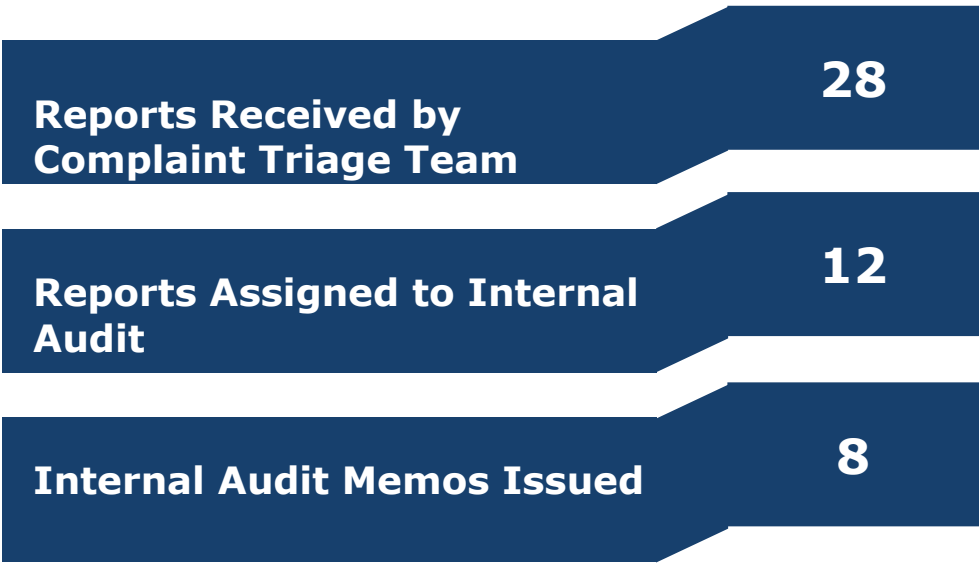 28
Reports Received by
Complaint Triage Team
12
Reports Assigned to Internal
Audit
8
Internal Audit Memos Issued